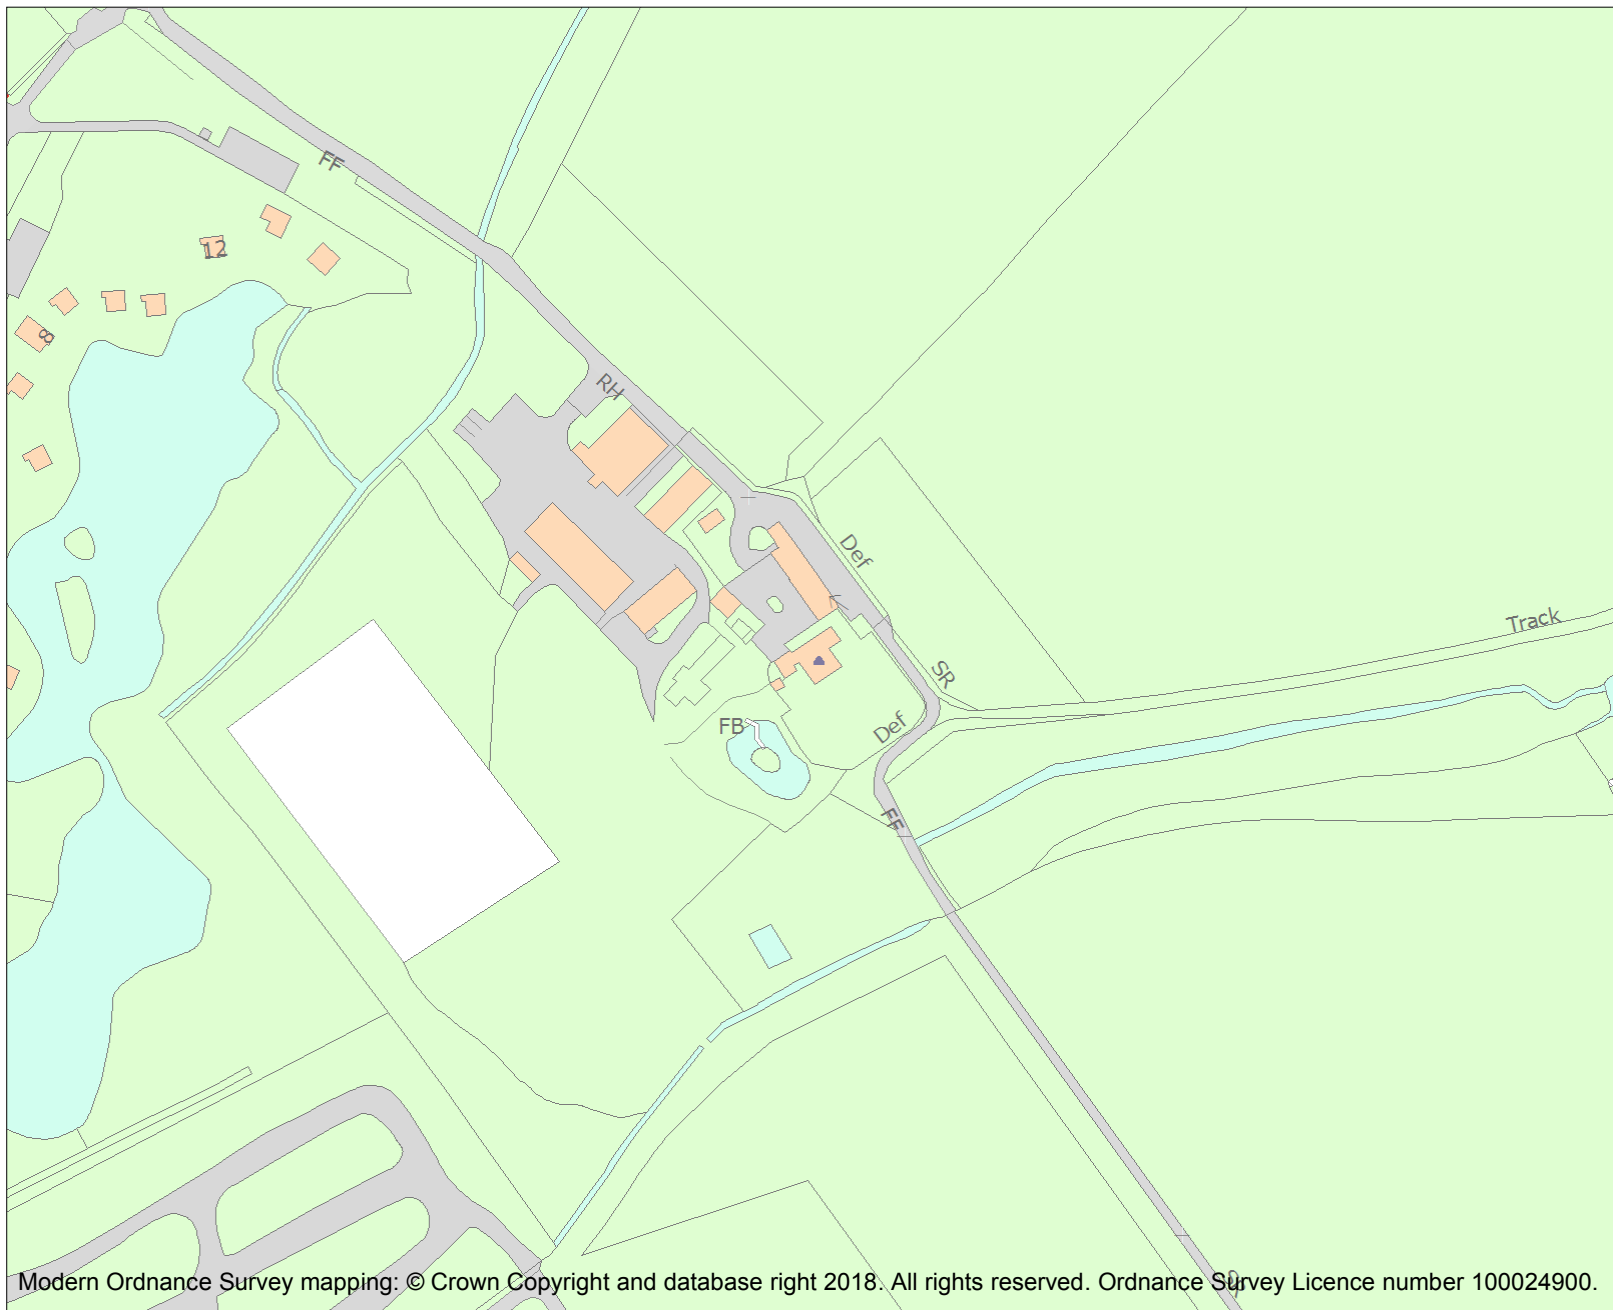 FF
12
8
RH
Def
Track
SR
Def
FB
FF
Modern Ordnance Survey mapping: © Crown Copyright and database right 2018. All rights reserved. Ordnance Survey Licence number 100024900.